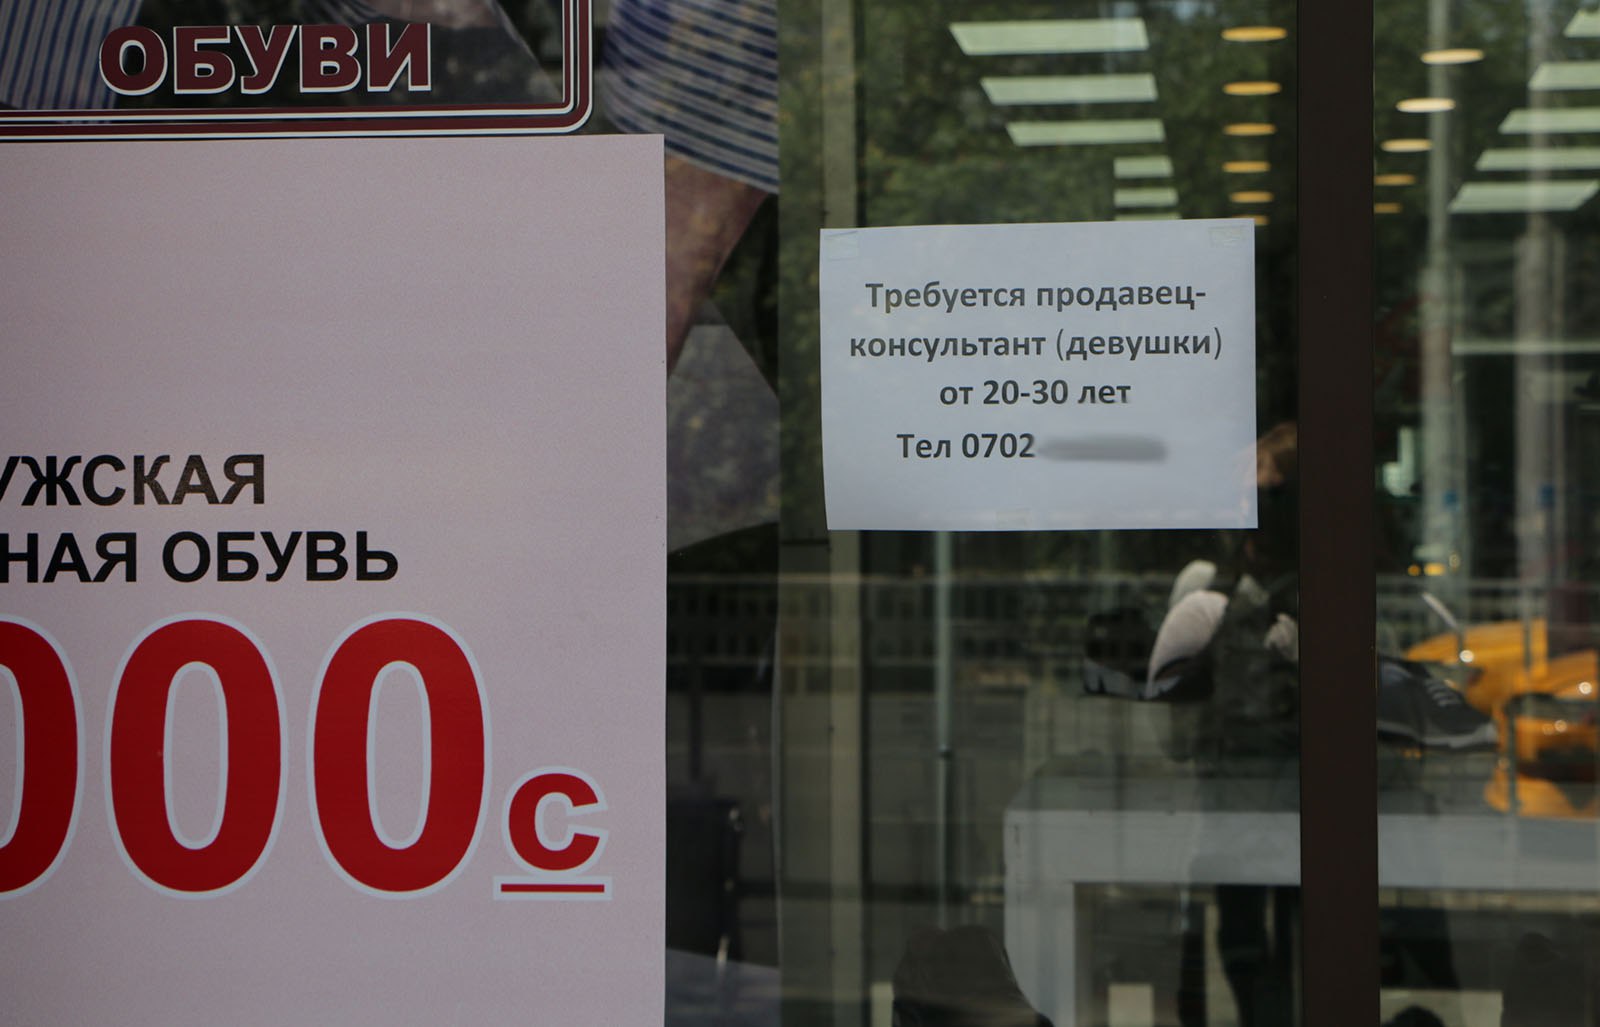 ОБУВИ
УЖСКАЯ
НАЯ ОБУВЬ
000с
Требуется продавец-
консультант (девушки)
от 20-30 лет
Тел 0702